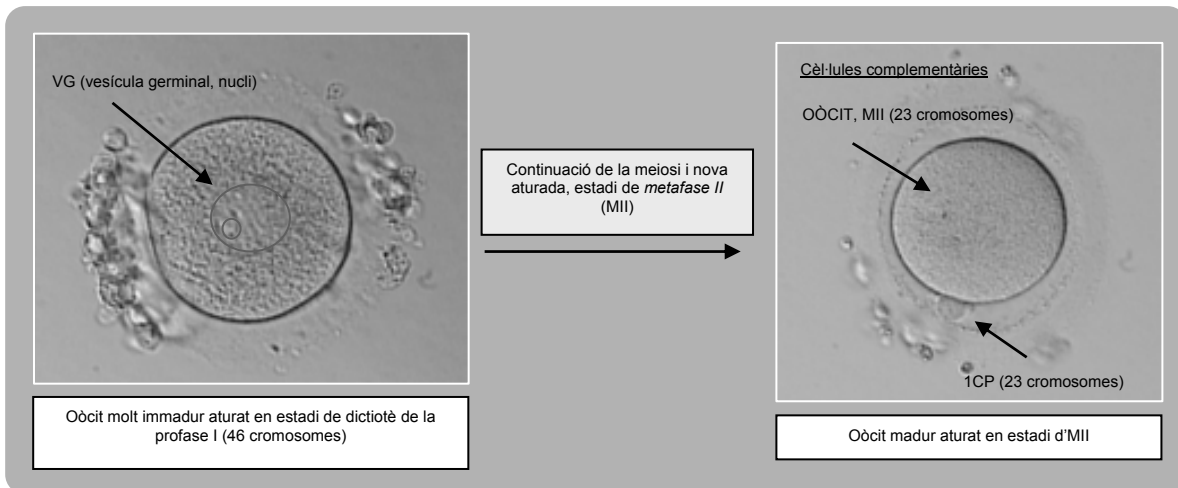 VG (vesícula germinal, nucli)
Oòcit molt immadur aturat en estadi de dictiotè de la
profase I (46 cromosomes)
Continuació de la meiosi i nova
aturada, estadi de metafase II
(MII)
Cèl·lules complementàries
OÒCIT, MII (23 cromosomes)
1CP (23 cromosomes)
Oòcit madur aturat en estadi d'MII